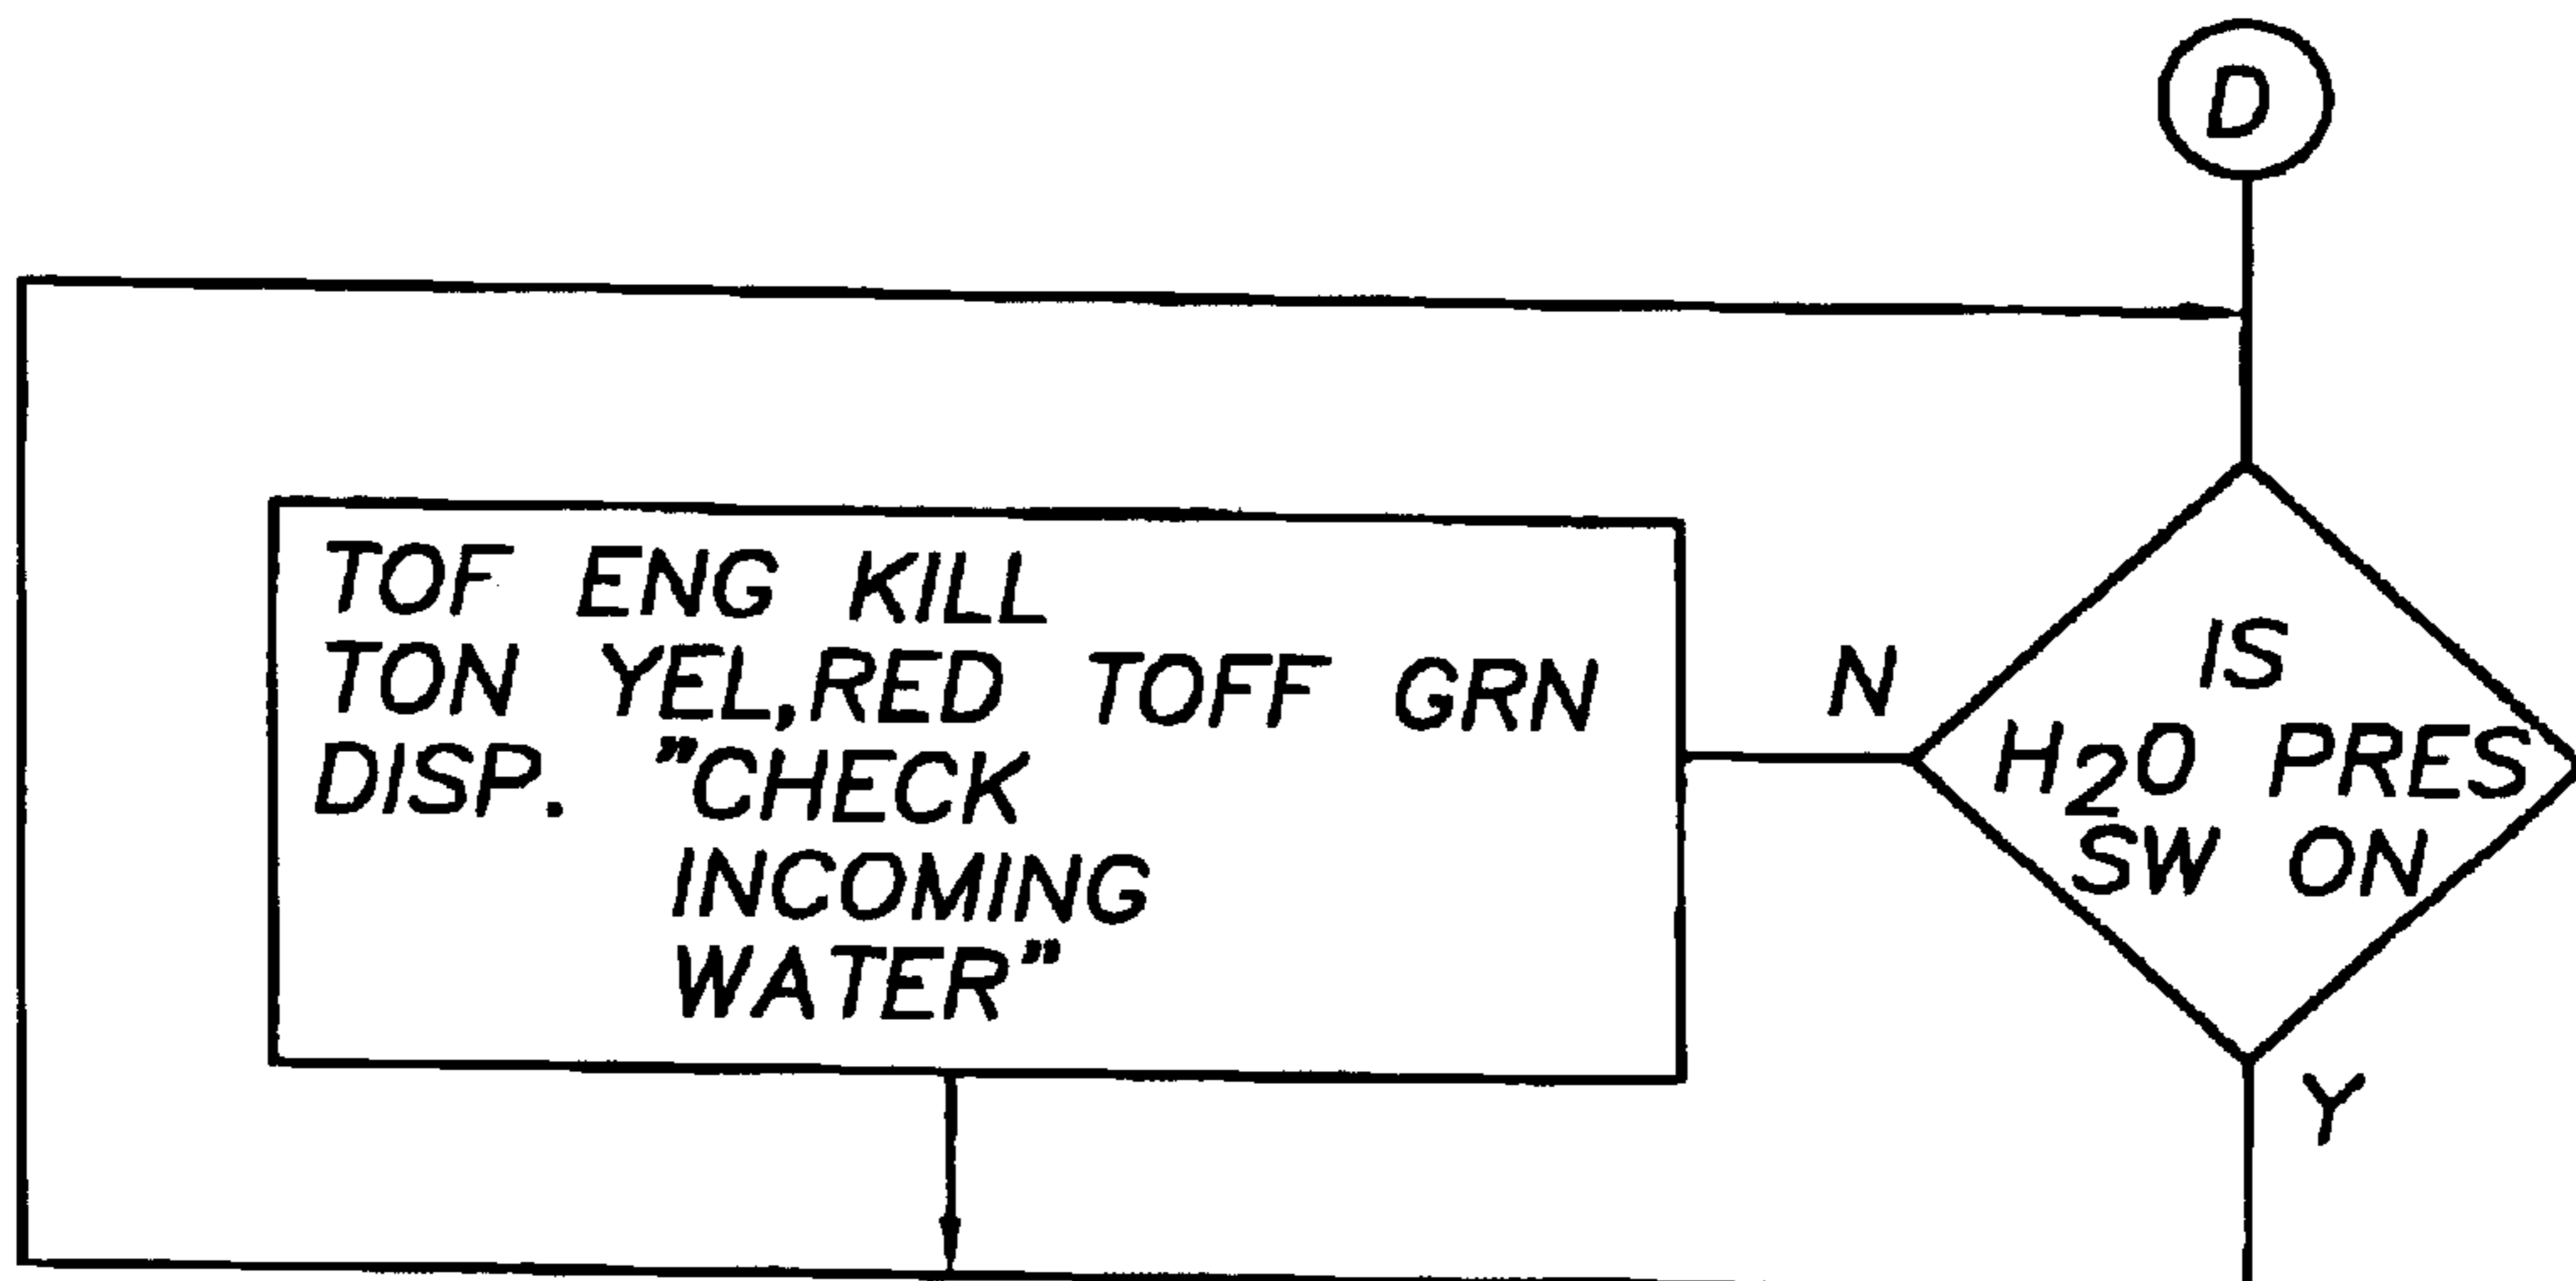 D
TOF ENG KILL
TON YEL,RED TOFF GRN
DISP. "CHECK
INCOMING
WATER"
N
IS
H2O PRES
SW ON
Y